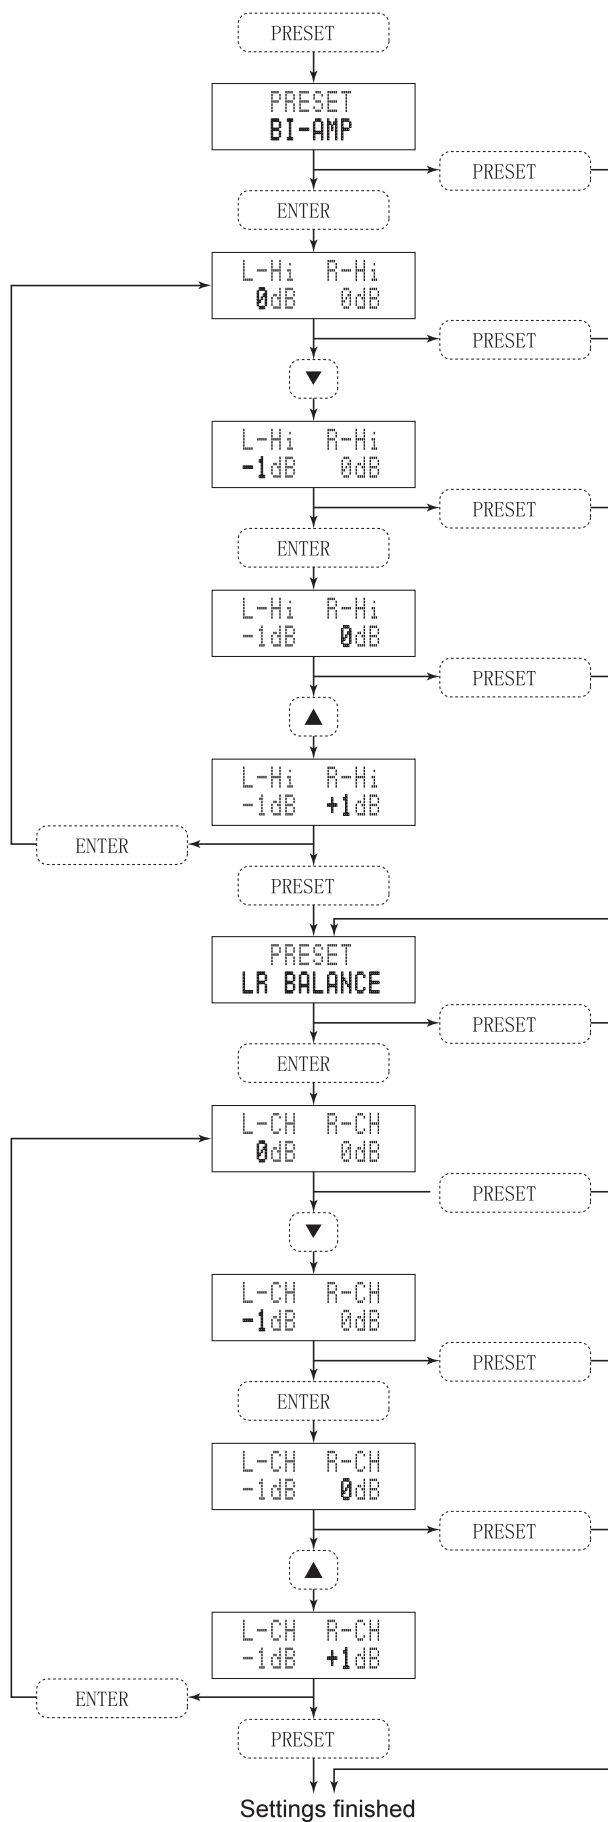 PRESET
PRESET
BI-AMP
PRESET
ENTER
L-Hi R-Hi
0dB 0dB
PRESET
▼
L-Hi R-Hi
-1dB 0dB
PRESET
ENTER
L-Hi R-Hi
-1dB 0dB
PRESET
▲
L-Hi R-Hi
-1dB +1dB
ENTER
PRESET
PRESET
LR BALANCE
PRESET
ENTER
L-CH R-CH
0dB 0dB
PRESET
▼
L-CH R-CH
-1dB 0dB
PRESET
ENTER
L-CH R-CH
-1dB 0dB
PRESET
▲
L-CH R-CH
-1dB +1dB
ENTER
PRESET
Settings finished